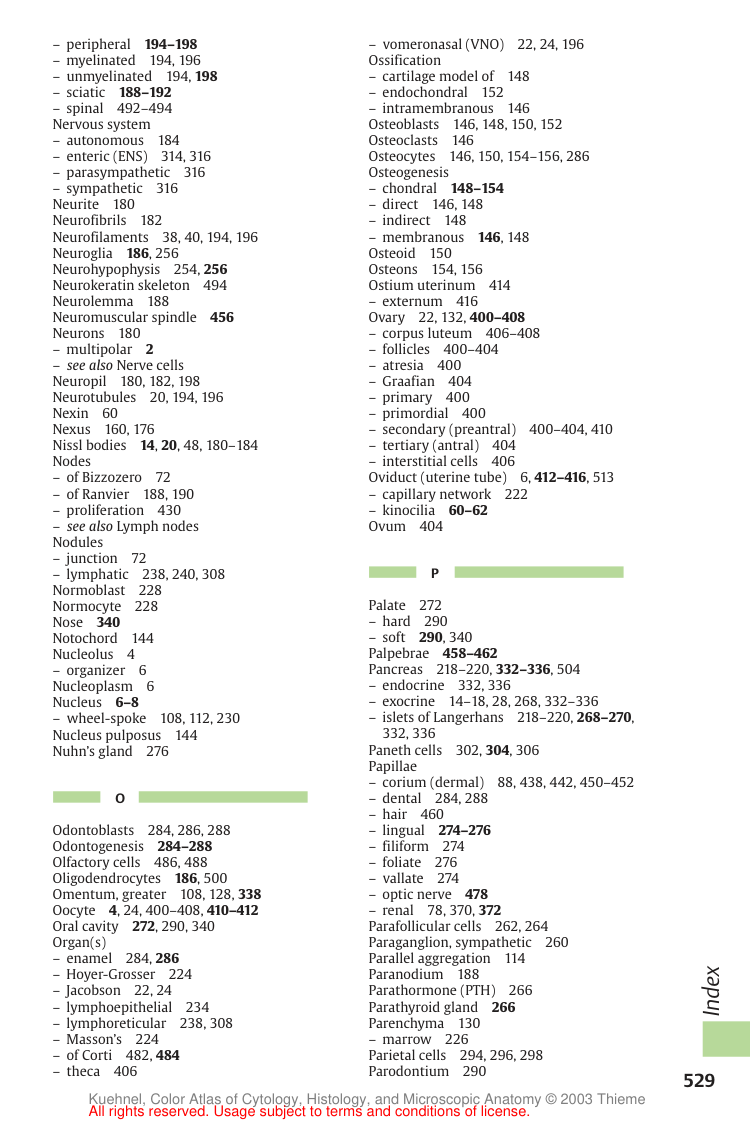 – peripheral 194–198
– myelinated 194, 196
– unmyelinated 194, 198
– sciatic 188–192
– spinal 492–494
Nervous system
– autonomous 184
– enteric (ENS) 314, 316
– parasympathetic 316
– sympathetic 316
Neurite 180
Neurofibrils 182
Neurofilaments 38, 40, 194, 196
Neuroglia 186, 256
Neurohypophysis 254, 256
Neurokeratin skeleton 494
Neurolemma 188
Neuromuscular spindle 456
Neurons 180
– multipolar 2
– see also Nerve cells
Neuropil 180, 182, 198
Neurotubules 20, 194, 196
Nexin 60
Nexus 160, 176
Nissl bodies 14, 20, 48, 180–184
Nodes
– of Bizzozero 72
– of Ranvier 188, 190
– proliferation 430
– see also Lymph nodes
Nodules
– junction 72
– lymphatic 238, 240, 308
Normoblast 228
Normocyte 228
Nose 340
Notochord 144
Nucleolus 4
– organizer 6
Nucleoplasm 6
Nucleus 6–8
– wheel-spoke 108, 112, 230
Nucleus pulposus 144
Nuhn's gland 276
O
Odontoblasts 284, 286, 288
Odontogenesis 284–288
Olfactory cells 486, 488
Oligodendrocytes 186, 500
Omentum, greater 108, 128, 338
Oocyte 4, 24, 400–408, 410–412
Oral cavity 272, 290, 340
Organ(s)
– enamel 284, 286
– Hoyer-Grosser 224
– Jacobson 22, 24
– lymphoepithelial 234
– lymphoreticular 238, 308
– Masson's 224
– of Corti 482, 484
– theca 406
– vomeronasal (VNO) 22, 24, 196
Ossification
– cartilage model of 148
– endochondral 152
– intramembranous 146
Osteoblasts 146, 148, 150, 152
Osteoclasts 146
Osteocytes 146, 150, 154–156, 286
Osteogenesis
– chondral 148–154
– direct 146, 148
– indirect 148
– membranous 146, 148
Osteoid 150
Osteons 154, 156
Ostium uterinum 414
– externum 416
Ovary 22, 132, 400–408
– corpus luteum 406–408
– follicles 400–404
– atresia 400
– Graafian 404
– primary 400
– primordial 400
– secondary (preantral) 400–404, 410
– tertiary (antral) 404
– interstitial cells 406
Oviduct (uterine tube) 6, 412–416, 513
– capillary network 222
– kinocilia 60–62
Ovum 404
P
Palate 272
– hard 290
– soft 290, 340
Palpebrae 458–462
Pancreas 218–220, 332–336, 504
– endocrine 332, 336
– exocrine 14–18, 28, 268, 332–336
– islets of Langerhans 218–220, 268–270,
332, 336
Paneth cells 302, 304, 306
Papillae
– corium (dermal) 88, 438, 442, 450–452
– dental 284, 288
– hair 460
– lingual 274–276
– filiform 274
– foliate 276
– vallate 274
– optic nerve 478
– renal 78, 370, 372
Parafollicular cells 262, 264
Paraganglion, sympathetic 260
Parallel aggregation 114
Paranodium 188
Parathormone (PTH) 266
Parathyroid gland 266
Parenchyma 130
– marrow 226
Parietal cells 294, 296, 298
Parodontium 290
Index
529
Kuehnel, Color Atlas of Cytology, Histology, and Microscopic Anatomy © 2003 Thieme
All rights reserved. Usage subject to terms and conditions of license.